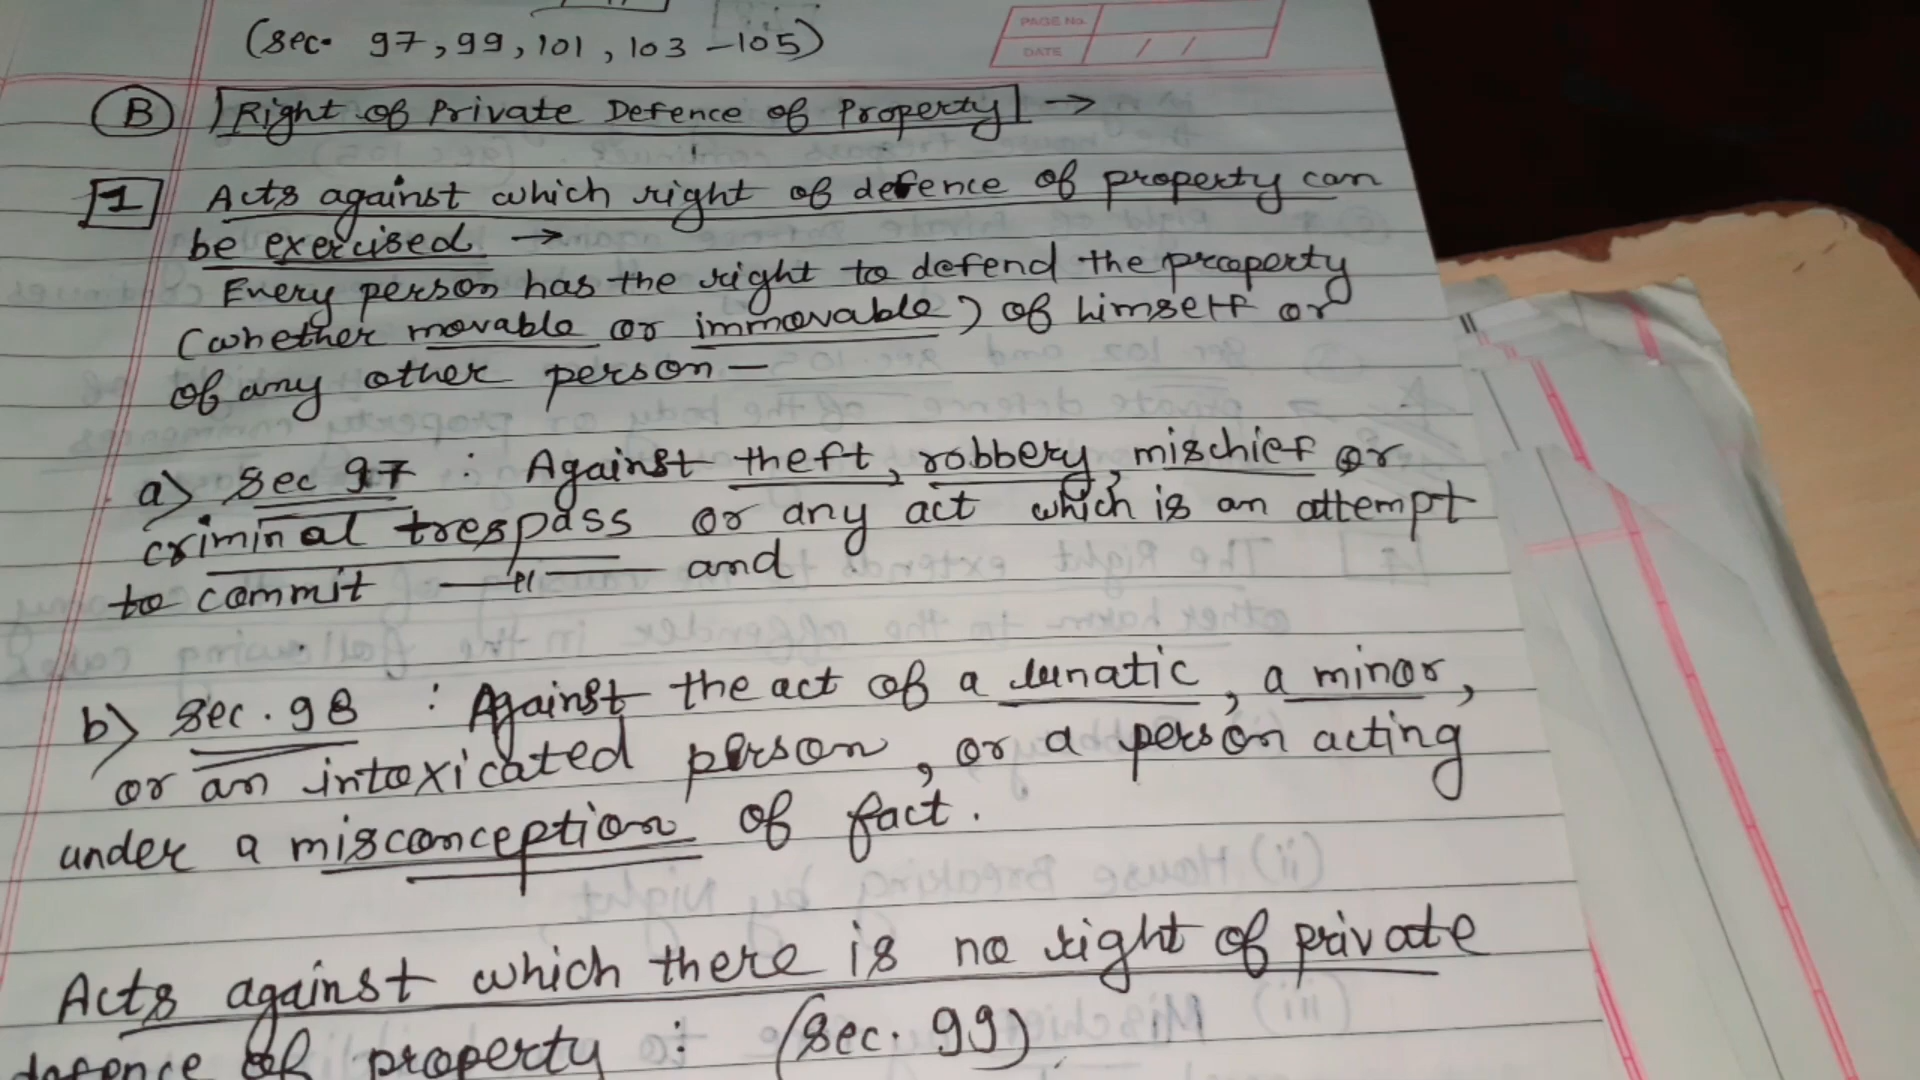 (sec. 97, 99, 101, 103 - 105)
PAGE No.
DATE / /
B Right of Private Defence of Property →
1 Acts against which right of defence of property can
be exercised →
Every person has the right to defend the property
(whether movable or immovable) of himself or
of any other person —
a) Sec 97 : Against theft, robbery, mischief or
criminal trespass or any act which is an attempt
to commit —"— and
b) Sec. 98 : Against the act of a lunatic, a minor,
or an intoxicated person, or a person acting
under a misconception of fact.
Acts against which there is no right of private
defence of property : (Sec. 99)